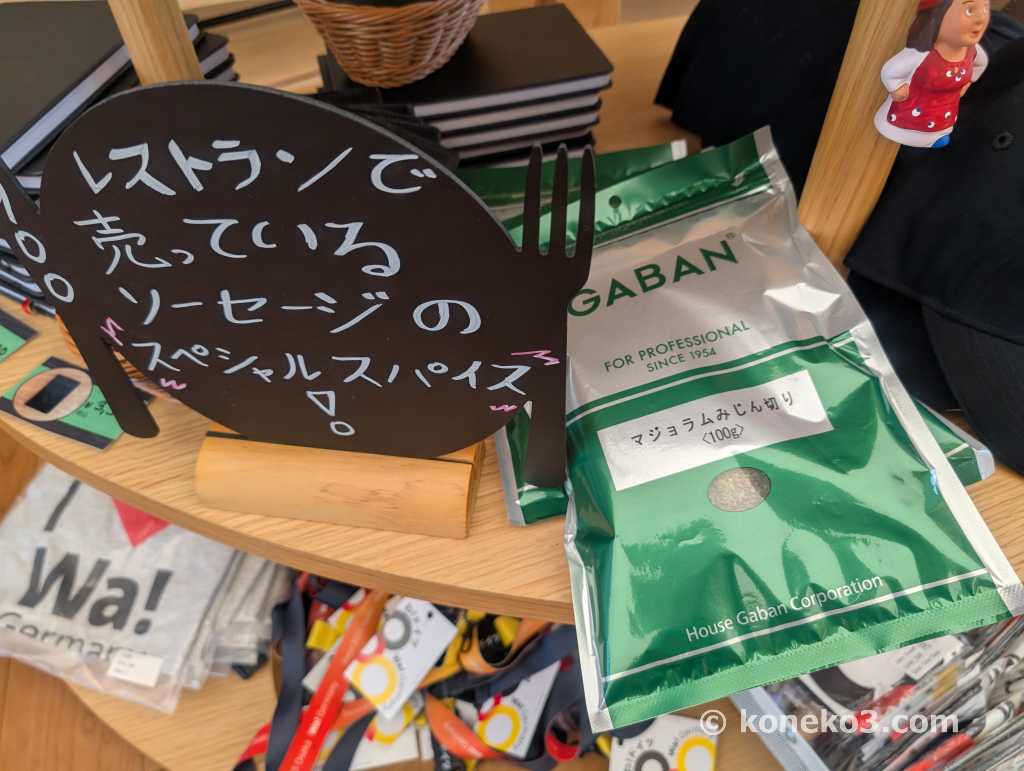 レストランで
売っている
ソーセージの
スペシャルスパイス
!
GABAN®
FOR PROFESSIONAL
SINCE 1954
マジョラムみじん切り
〈100g〉
House Gaban Corporation
I
Wa!
Germany
© koneko3.com